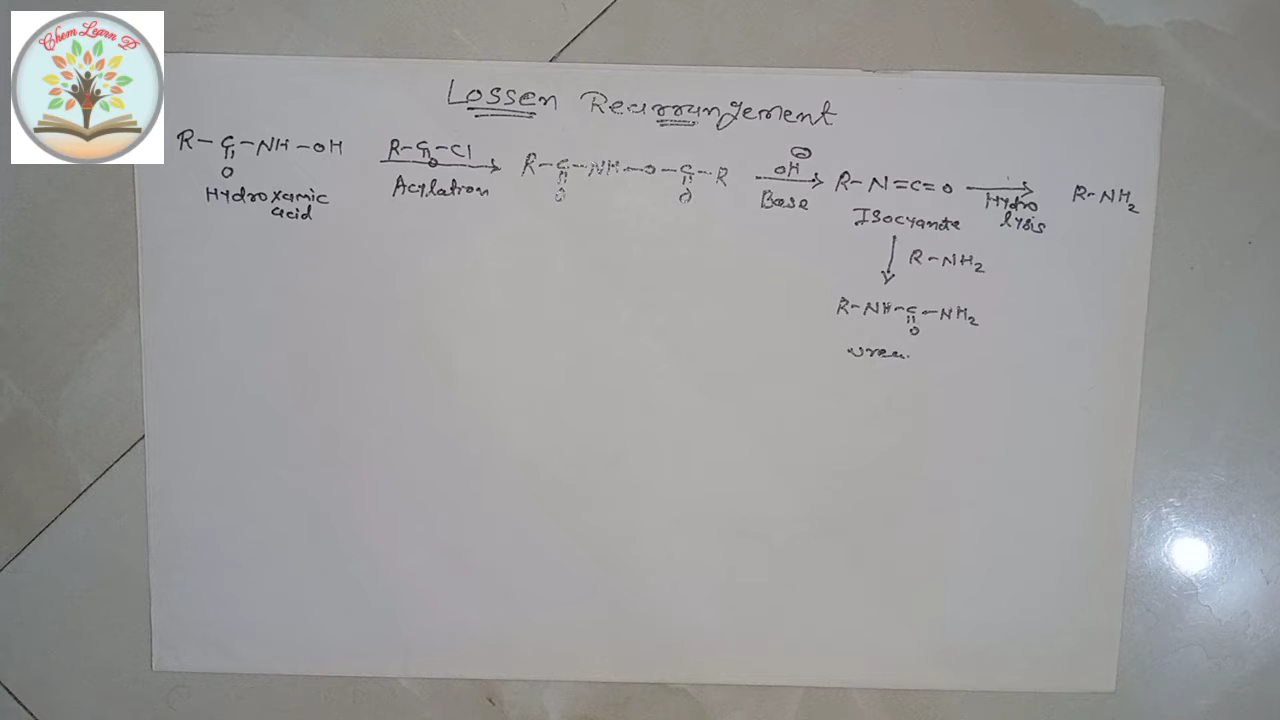 Chem Learn D
Lossen Rearrangement
R-C-NH-OH
O
Hydroxamic
acid
R-C-Cl
O
Acylation
R-C-NH-O-C-R
O O
OH⊖
Base
R-N=C=O
Isocyanate
Hydro
lysis
R-NH2
R-NH2
R-NH-C-NH2
O
urea